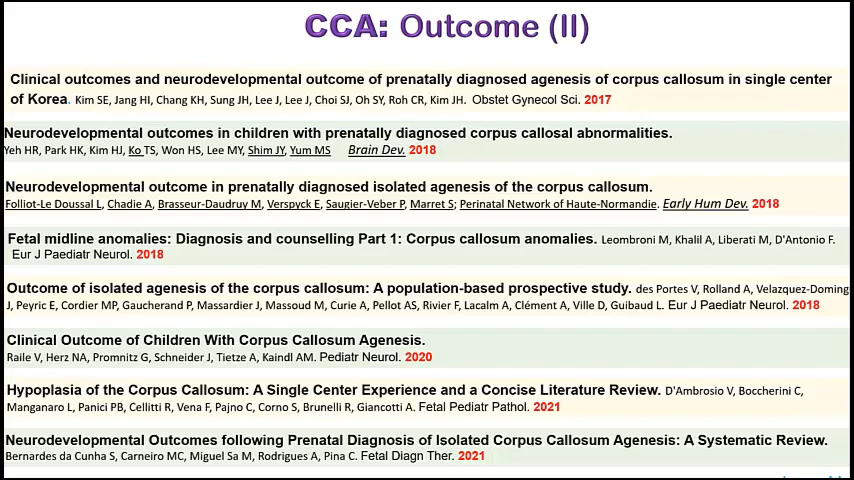 CCA: Outcome (II)
Clinical outcomes and neurodevelopmental outcome of prenatally diagnosed agenesis of corpus callosum in single center
of Korea. Kim SE, Jang HI, Chang KH, Sung JH, Lee J, Lee J, Choi SJ, Oh SY, Roh CR, Kim JH. Obstet Gynecol Sci. 2017
Neurodevelopmental outcomes in children with prenatally diagnosed corpus callosal abnormalities.
Yeh HR, Park HK, Kim HJ, Ko TS, Won HS, Lee MY, Shim JY, Yum MS Brain Dev. 2018
Neurodevelopmental outcome in prenatally diagnosed isolated agenesis of the corpus callosum.
Folliot-Le Doussal L, Chadie A, Brasseur-Daudruy M, Verspyck E, Saugier-Veber P, Marret S; Perinatal Network of Haute-Normandie. Early Hum Dev. 2018
Fetal midline anomalies: Diagnosis and counselling Part 1: Corpus callosum anomalies. Leombroni M, Khalil A, Liberati M, D'Antonio F.
Eur J Paediatr Neurol. 2018
Outcome of isolated agenesis of the corpus callosum: A population-based prospective study. des Portes V, Rolland A, Velazquez-Doming
J, Peyric E, Cordier MP, Gaucherand P, Massardier J, Massoud M, Curie A, Pellot AS, Rivier F, Lacalm A, Clément A, Ville D, Guibaud L. Eur J Paediatr Neurol. 2018
Clinical Outcome of Children With Corpus Callosum Agenesis.
Raile V, Herz NA, Promnitz G, Schneider J, Tietze A, Kaindl AM. Pediatr Neurol. 2020
Hypoplasia of the Corpus Callosum: A Single Center Experience and a Concise Literature Review. D'Ambrosio V, Boccherini C,
Manganaro L, Panici PB, Cellitti R, Vena F, Pajno C, Corno S, Brunelli R, Giancotti A. Fetal Pediatr Pathol. 2021
Neurodevelopmental Outcomes following Prenatal Diagnosis of Isolated Corpus Callosum Agenesis: A Systematic Review.
Bernardes da Cunha S, Carneiro MC, Miguel Sa M, Rodrigues A, Pina C. Fetal Diagn Ther. 2021